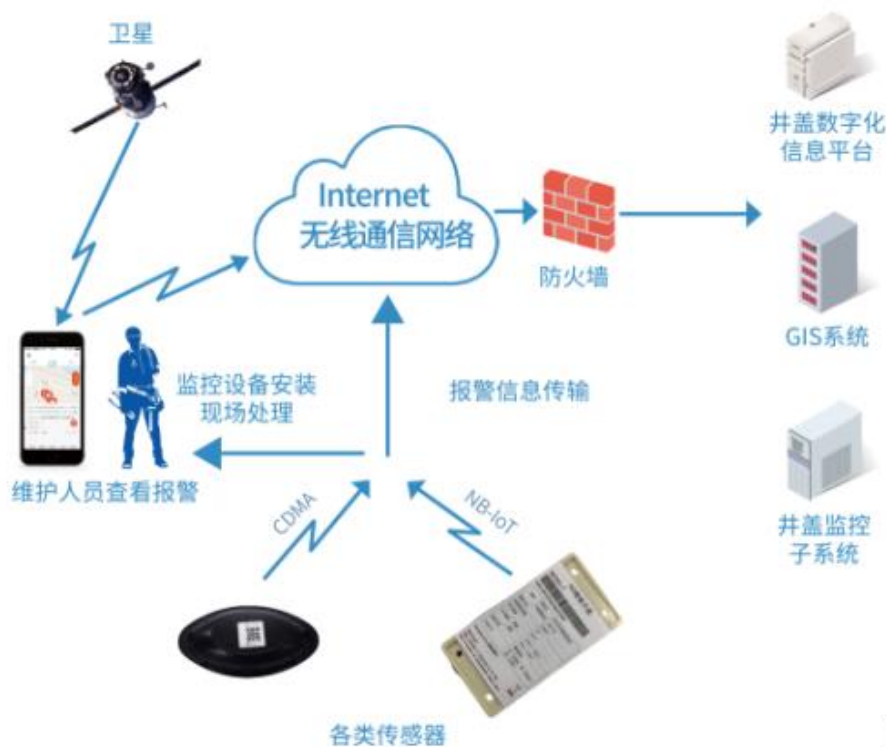 卫星
井盖数字化
信息平台
Internet
无线通信网络
防火墙
GIS系统
监控设备安装
现场处理
报警信息传输
维护人员查看报警
CDMA
NB-IoT
井盖监控
子系统
各类传感器